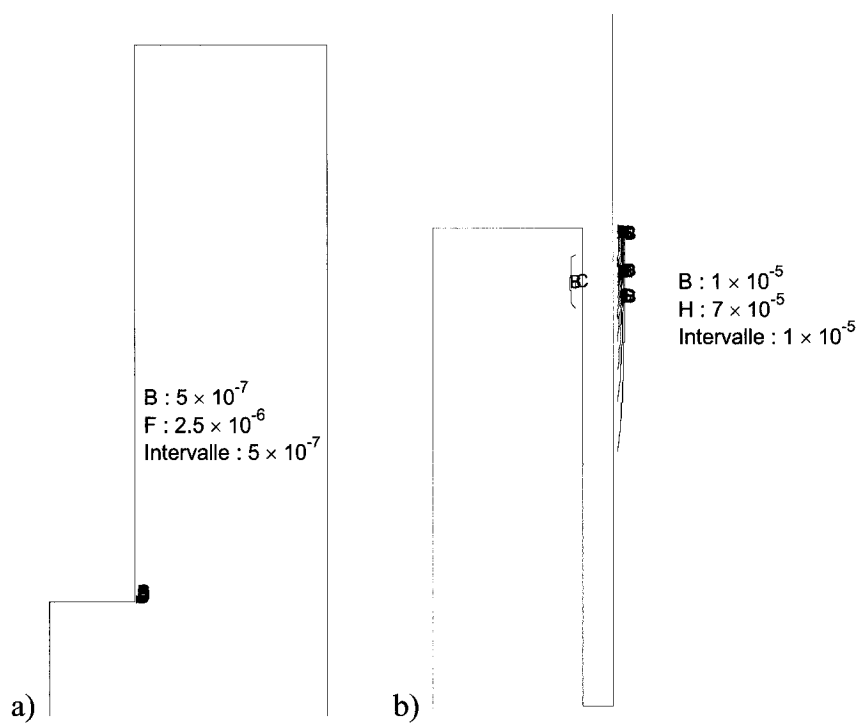 B : 5 × 10⁻⁷
F : 2.5 × 10⁻⁶
Intervalle : 5 × 10⁻⁷
a)
BC
B : 1 × 10⁻⁵
H : 7 × 10⁻⁵
Intervalle : 1 × 10⁻⁵
b)